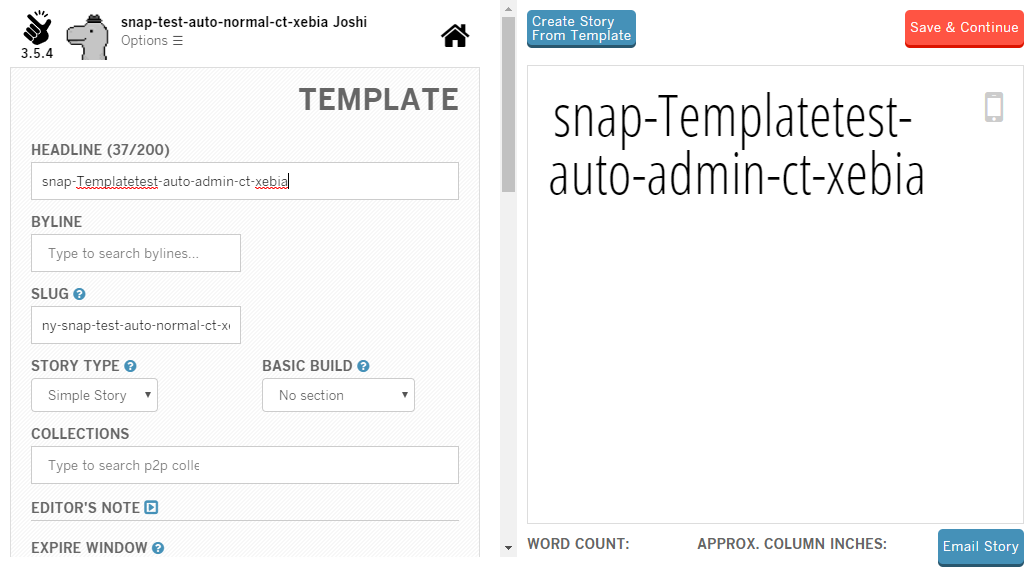 snap-test-auto-normal-ct-xebia Joshi
Options ☰
3.5.4
TEMPLATE
HEADLINE (37/200)
snap-Templatetest-auto-admin-ct-xebia
BYLINE
Type to search bylines...
SLUG
ny-snap-test-auto-normal-ct-x
STORY TYPE
BASIC BUILD
Simple Story
No section
COLLECTIONS
Type to search p2p colle
EDITOR'S NOTE
EXPIRE WINDOW
Create Story
From Template
Save & Continue
snap-Templatetest-
auto-admin-ct-xebia
WORD COUNT:
APPROX. COLUMN INCHES:
Email Story